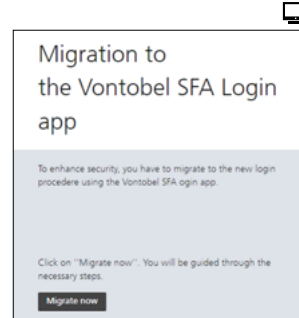 Migration to
the Vontobel SFA Login
app
To enhance security, you have to migrate to the new login
procedere using the Vontobel SFA ogin app.
Click on "Migrate now". You will be guided through the
necessary steps.
Migrate now